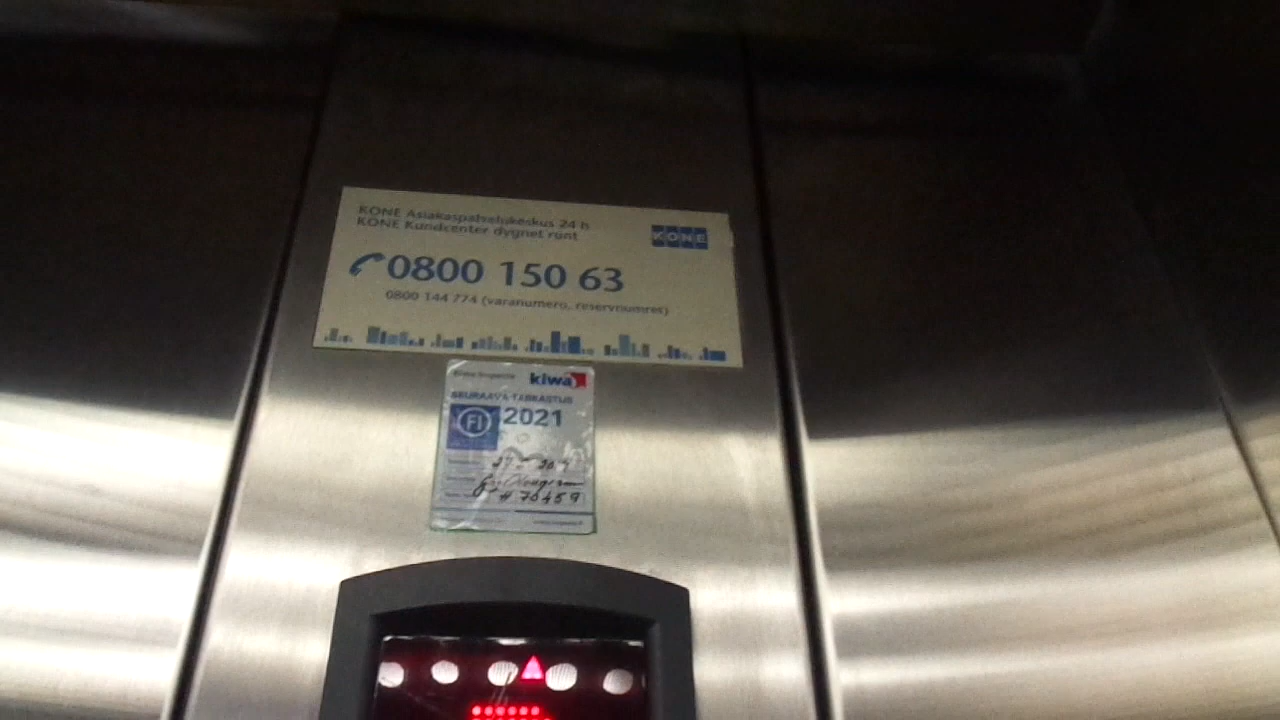 KONE Asiakaspalvelukeskus 24 h
KONE Kundcenter dygnet runt
KONE
0800 150 63
0800 144 774 (varanumero, reservnumret)
kiwa
SEURAAVA TARKASTUS
FI 2021
# 70459